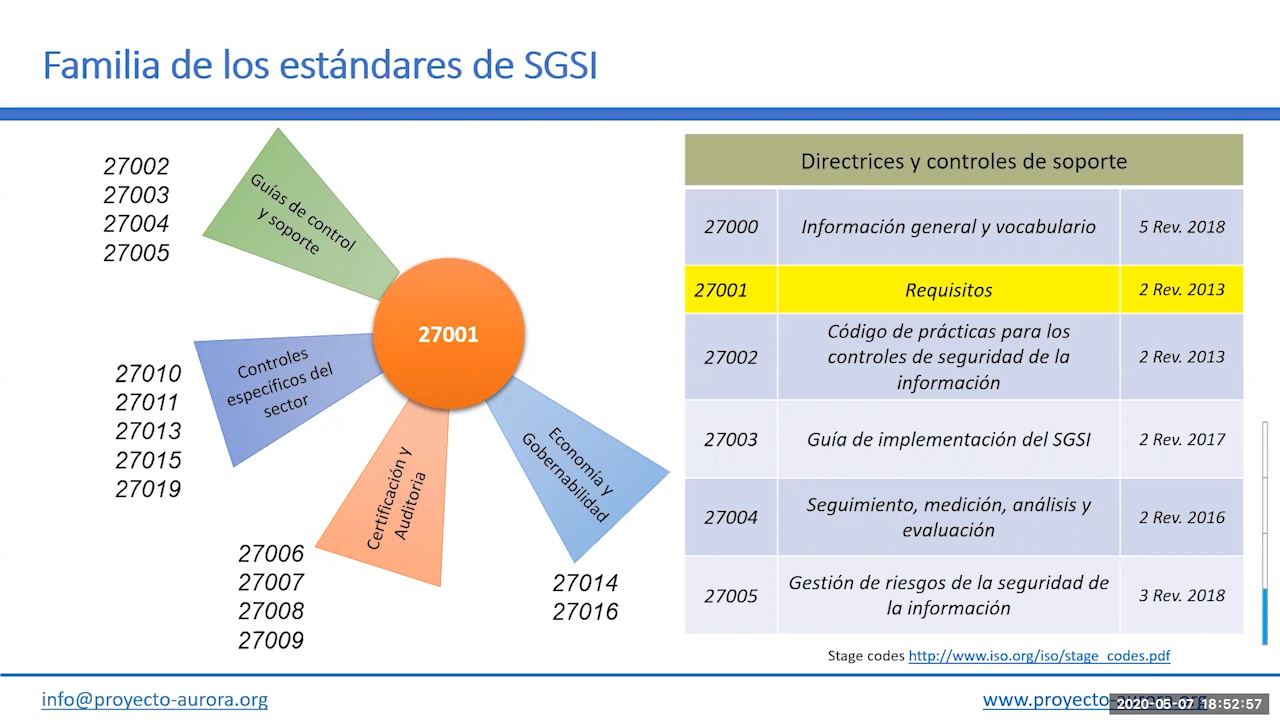 Familia de los estándares de SGSI
27002
27003
27004
27005
Guías de control
y soporte
27001
Controles
específicos del
sector
27010
27011
27013
27015
27019
Certificación y
Auditoria
27006
27007
27008
27009
Economía y
Gobernabilidad
27014
27016
Directrices y controles de soporte
27000 Información general y vocabulario 5 Rev. 2018
27001 Requisitos 2 Rev. 2013
Código de prácticas para los
27002 controles de seguridad de la 2 Rev. 2013
información
27003 Guía de implementación del SGSI 2 Rev. 2017
Seguimiento, medición, análisis y
27004 evaluación 2 Rev. 2016
Gestión de riesgos de la seguridad de
27005 la información 3 Rev. 2018
Stage codes http://www.iso.org/iso/stage_codes.pdf
info@proyecto-aurora.org
www.proyecto-aurora.org
2020-05-07 18:52:57